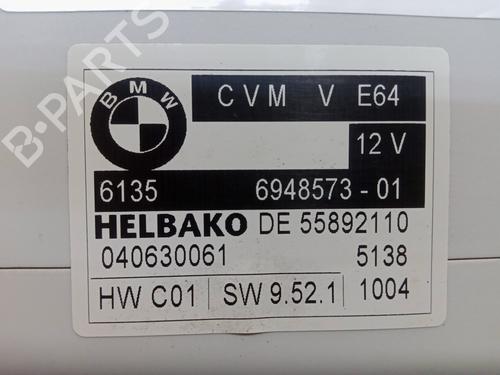 B-PARTS
BMW
CVM V E64
12 V
6135 6948573-01
HELBAKO DE 55892110
040630061 5138
HW C01 SW 9.52.1 1004